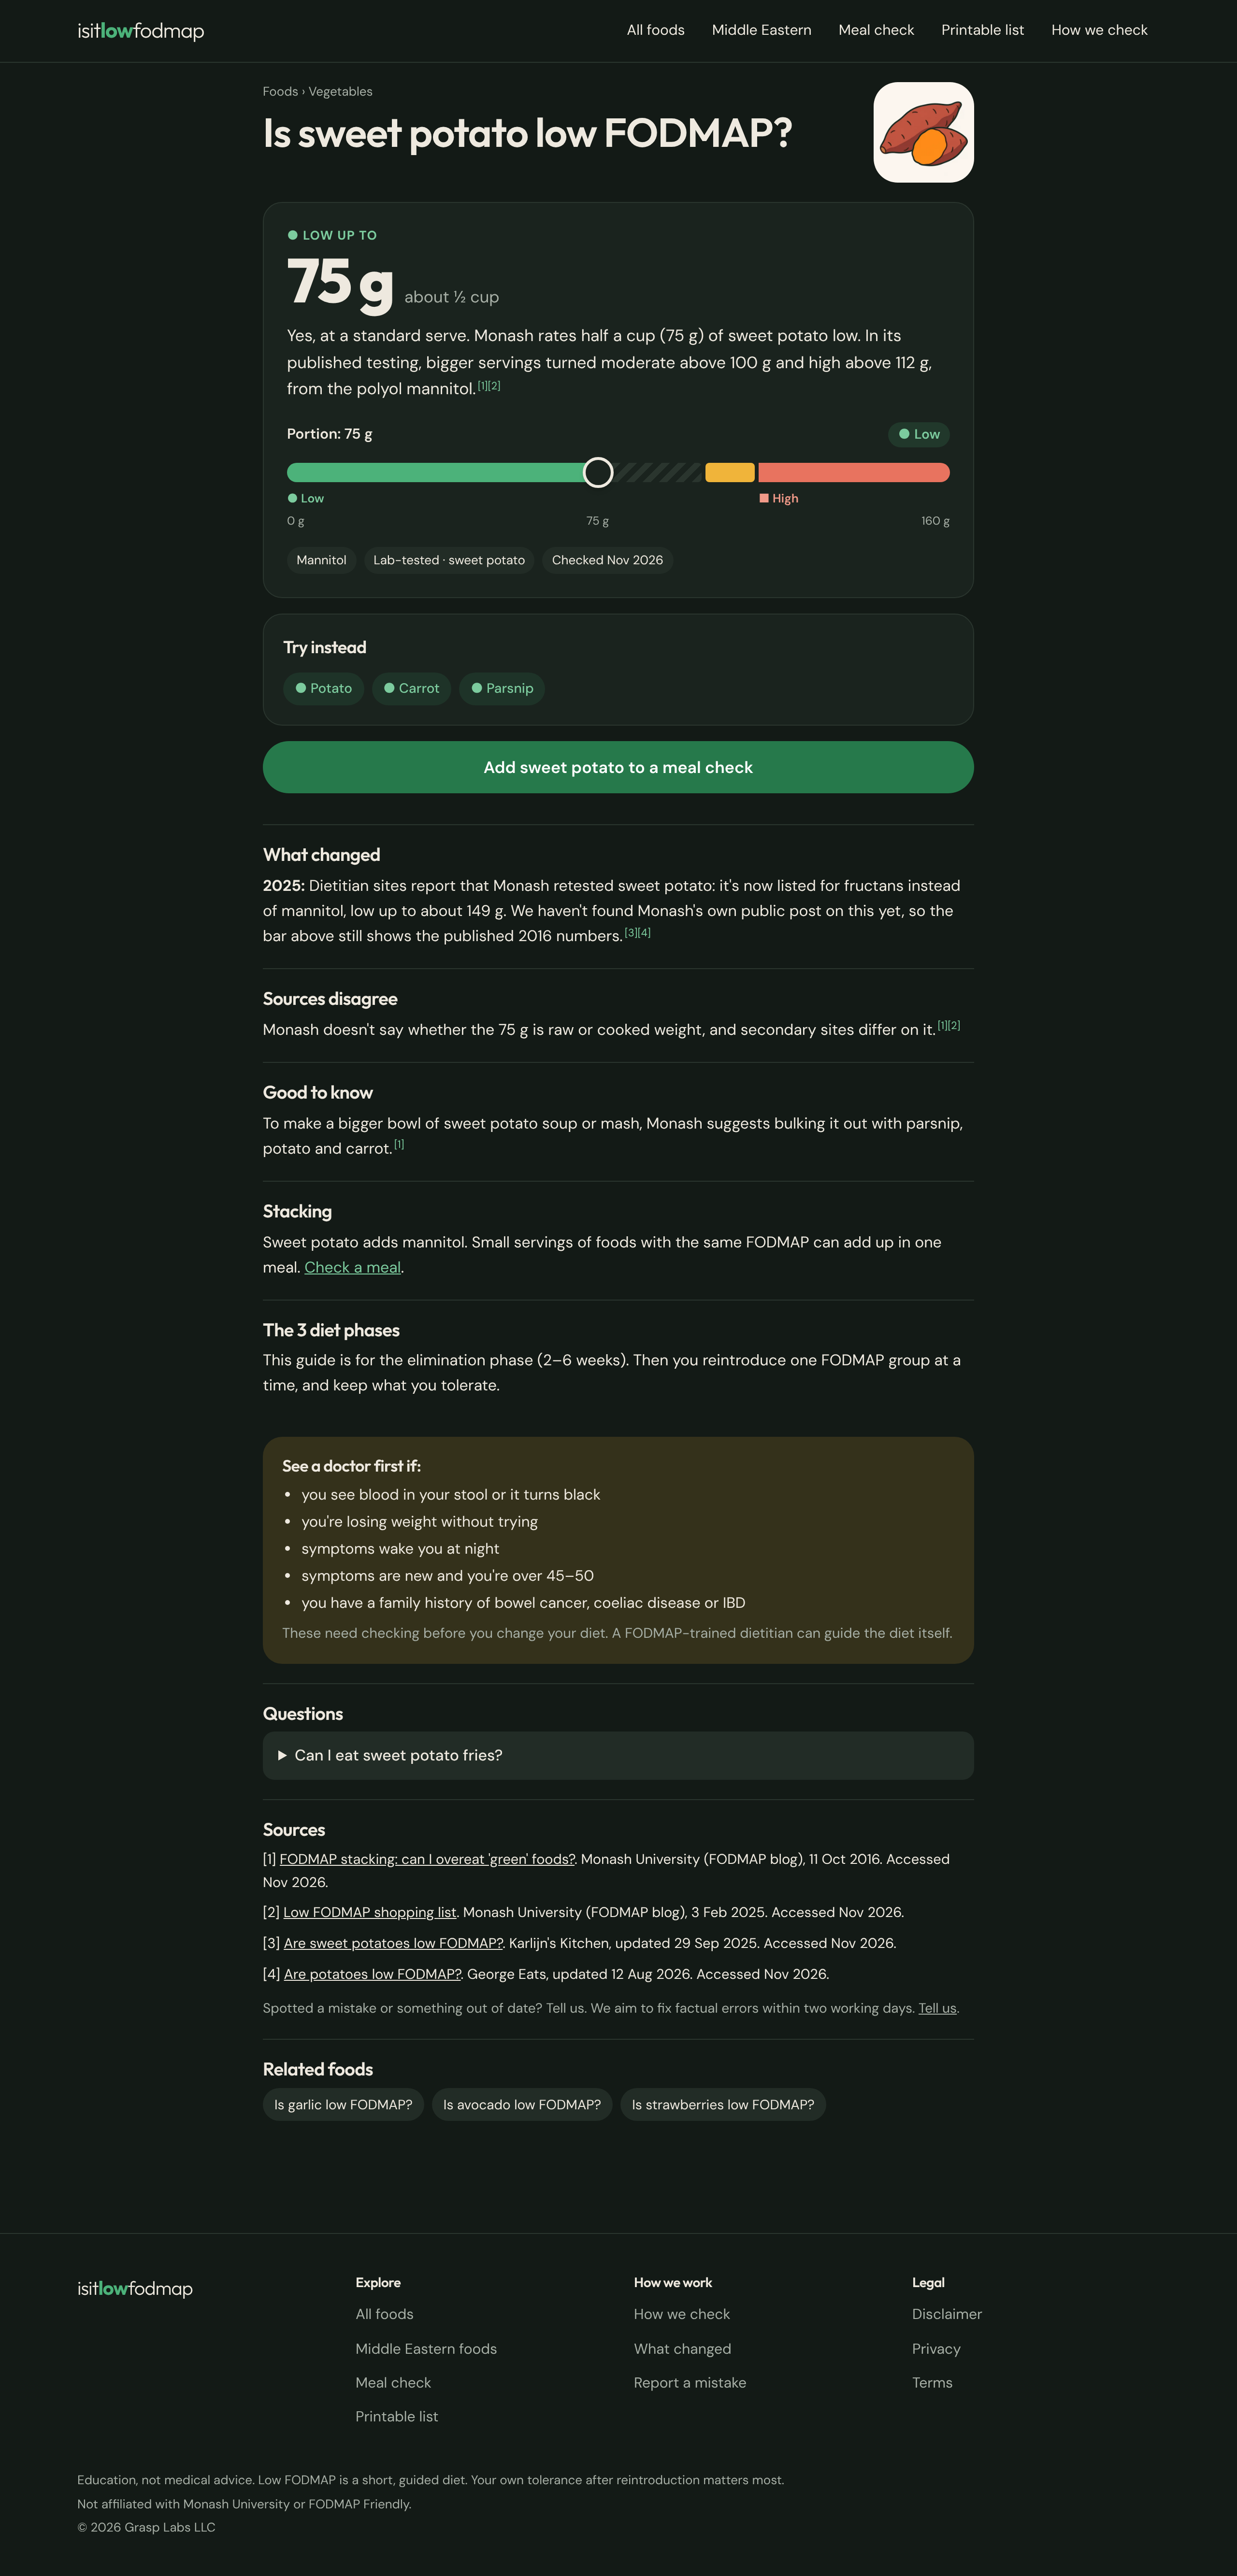 isitlowfodmap
All foods Middle Eastern Meal check Printable list How we check
Foods › Vegetables
Is sweet potato low FODMAP?
LOW UP TO
75 g about ½ cup
Yes, at a standard serve. Monash rates half a cup (75 g) of sweet potato low. In its
published testing, bigger servings turned moderate above 100 g and high above 112 g,
from the polyol mannitol.[1][2]
Portion: 75 g
Low
Low
High
0 g 75 g 160 g
Mannitol Lab-tested · sweet potato Checked Nov 2026
Try instead
Potato Carrot Parsnip
Add sweet potato to a meal check
What changed
2025: Dietitian sites report that Monash retested sweet potato: it's now listed for fructans instead
of mannitol, low up to about 149 g. We haven't found Monash's own public post on this yet, so the
bar above still shows the published 2016 numbers.[3][4]
Sources disagree
Monash doesn't say whether the 75 g is raw or cooked weight, and secondary sites differ on it.[1][2]
Good to know
To make a bigger bowl of sweet potato soup or mash, Monash suggests bulking it out with parsnip,
potato and carrot.[1]
Stacking
Sweet potato adds mannitol. Small servings of foods with the same FODMAP can add up in one
meal. Check a meal.
The 3 diet phases
This guide is for the elimination phase (2–6 weeks). Then you reintroduce one FODMAP group at a
time, and keep what you tolerate.
See a doctor first if:
• you see blood in your stool or it turns black
• you're losing weight without trying
• symptoms wake you at night
• symptoms are new and you're over 45–50
• you have a family history of bowel cancer, coeliac disease or IBD
These need checking before you change your diet. A FODMAP-trained dietitian can guide the diet itself.
Questions
Can I eat sweet potato fries?
Sources
[1] FODMAP stacking: can I overeat 'green' foods?. Monash University (FODMAP blog), 11 Oct 2016. Accessed
Nov 2026.
[2] Low FODMAP shopping list. Monash University (FODMAP blog), 3 Feb 2025. Accessed Nov 2026.
[3] Are sweet potatoes low FODMAP?. Karlijn's Kitchen, updated 29 Sep 2025. Accessed Nov 2026.
[4] Are potatoes low FODMAP?. George Eats, updated 12 Aug 2026. Accessed Nov 2026.
Spotted a mistake or something out of date? Tell us. We aim to fix factual errors within two working days. Tell us.
Related foods
Is garlic low FODMAP? Is avocado low FODMAP? Is strawberries low FODMAP?
isitlowfodmap
Explore
All foods
Middle Eastern foods
Meal check
Printable list
How we work
How we check
What changed
Report a mistake
Legal
Disclaimer
Privacy
Terms
Education, not medical advice. Low FODMAP is a short, guided diet. Your own tolerance after reintroduction matters most.
Not affiliated with Monash University or FODMAP Friendly.
© 2026 Grasp Labs LLC